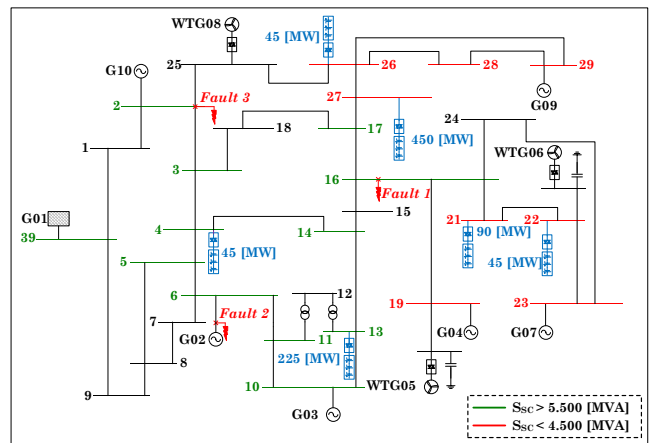 WTG08
45 [MW]
G10
25
26
28
29
2
Fault 3
27
G09
18
17
24
1
450 [MW]
WTG06
3
16
Fault 1
G01
15
21
22
39
4
14
90 [MW]
5
45 [MW]
45 [MW]
6
12
19
23
7
Fault 2
G02
11
13
G04
G07
8
225 [MW]
10
WTG05
9
G03
S_SC > 5.500 [MVA]
S_SC < 4.500 [MVA]